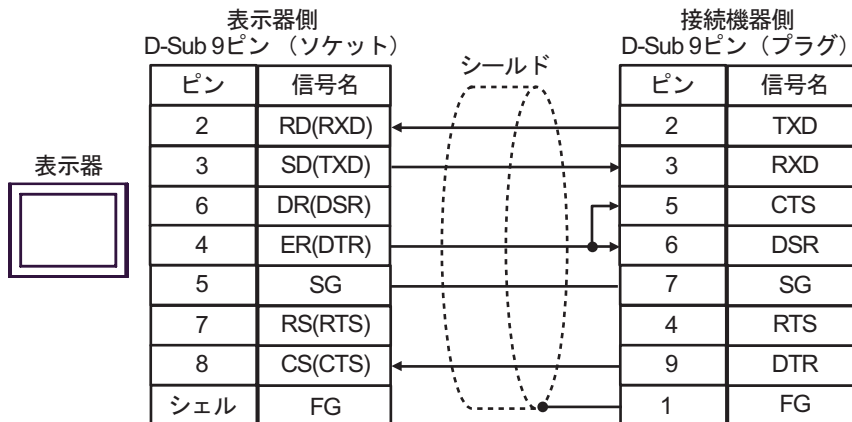 表示器側
D-Sub 9ピン （ソケット）
接続機器側
D-Sub 9ピン（プラグ）
シールド
表示器
ピン 信号名 ピン 信号名
2 RD(RXD) 2 TXD
3 SD(TXD) 3 RXD
6 DR(DSR) 5 CTS
4 ER(DTR) 6 DSR
5 SG 7 SG
7 RS(RTS) 4 RTS
8 CS(CTS) 9 DTR
シェル FG 1 FG